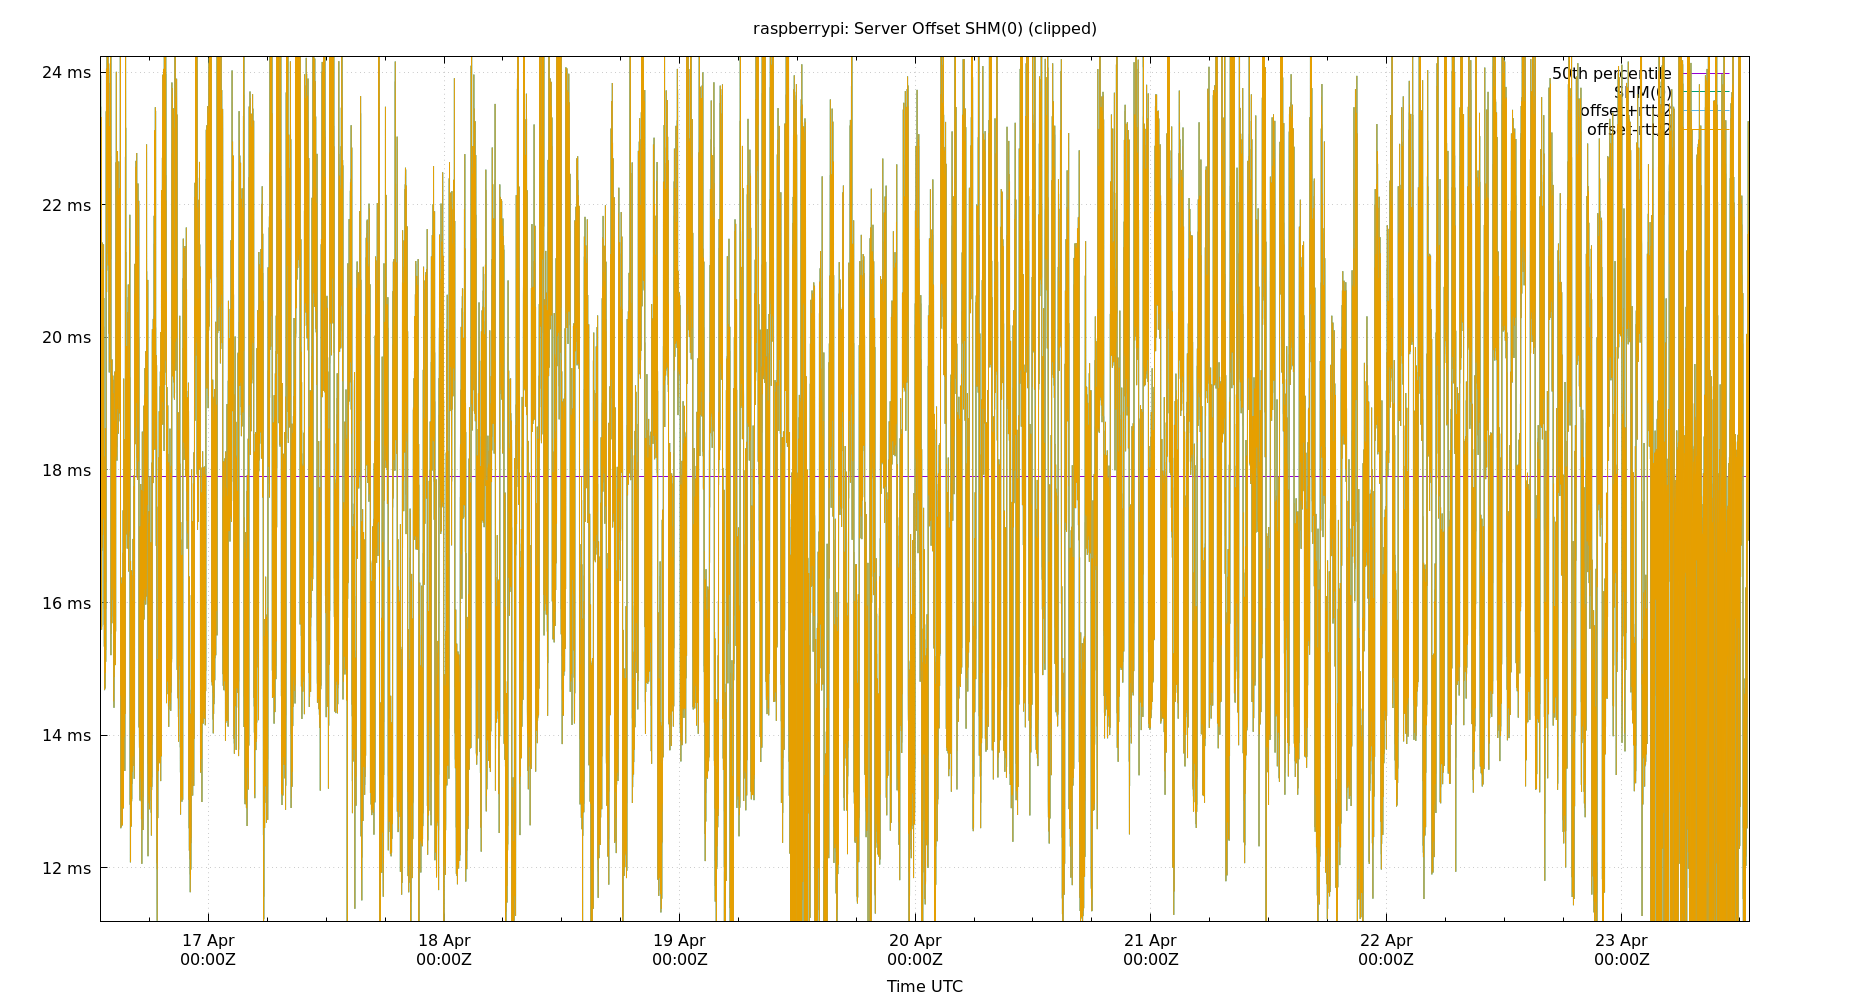 raspberrypi: Server Offset SHM(0) (clipped)
24 ms
22 ms
20 ms
18 ms
16 ms
14 ms
12 ms
50th percentile
SHM(0)
offset+rtt/2
offset-rtt/2
17 Apr
00:00Z
18 Apr
00:00Z
19 Apr
00:00Z
20 Apr
00:00Z
21 Apr
00:00Z
22 Apr
00:00Z
23 Apr
00:00Z
Time UTC